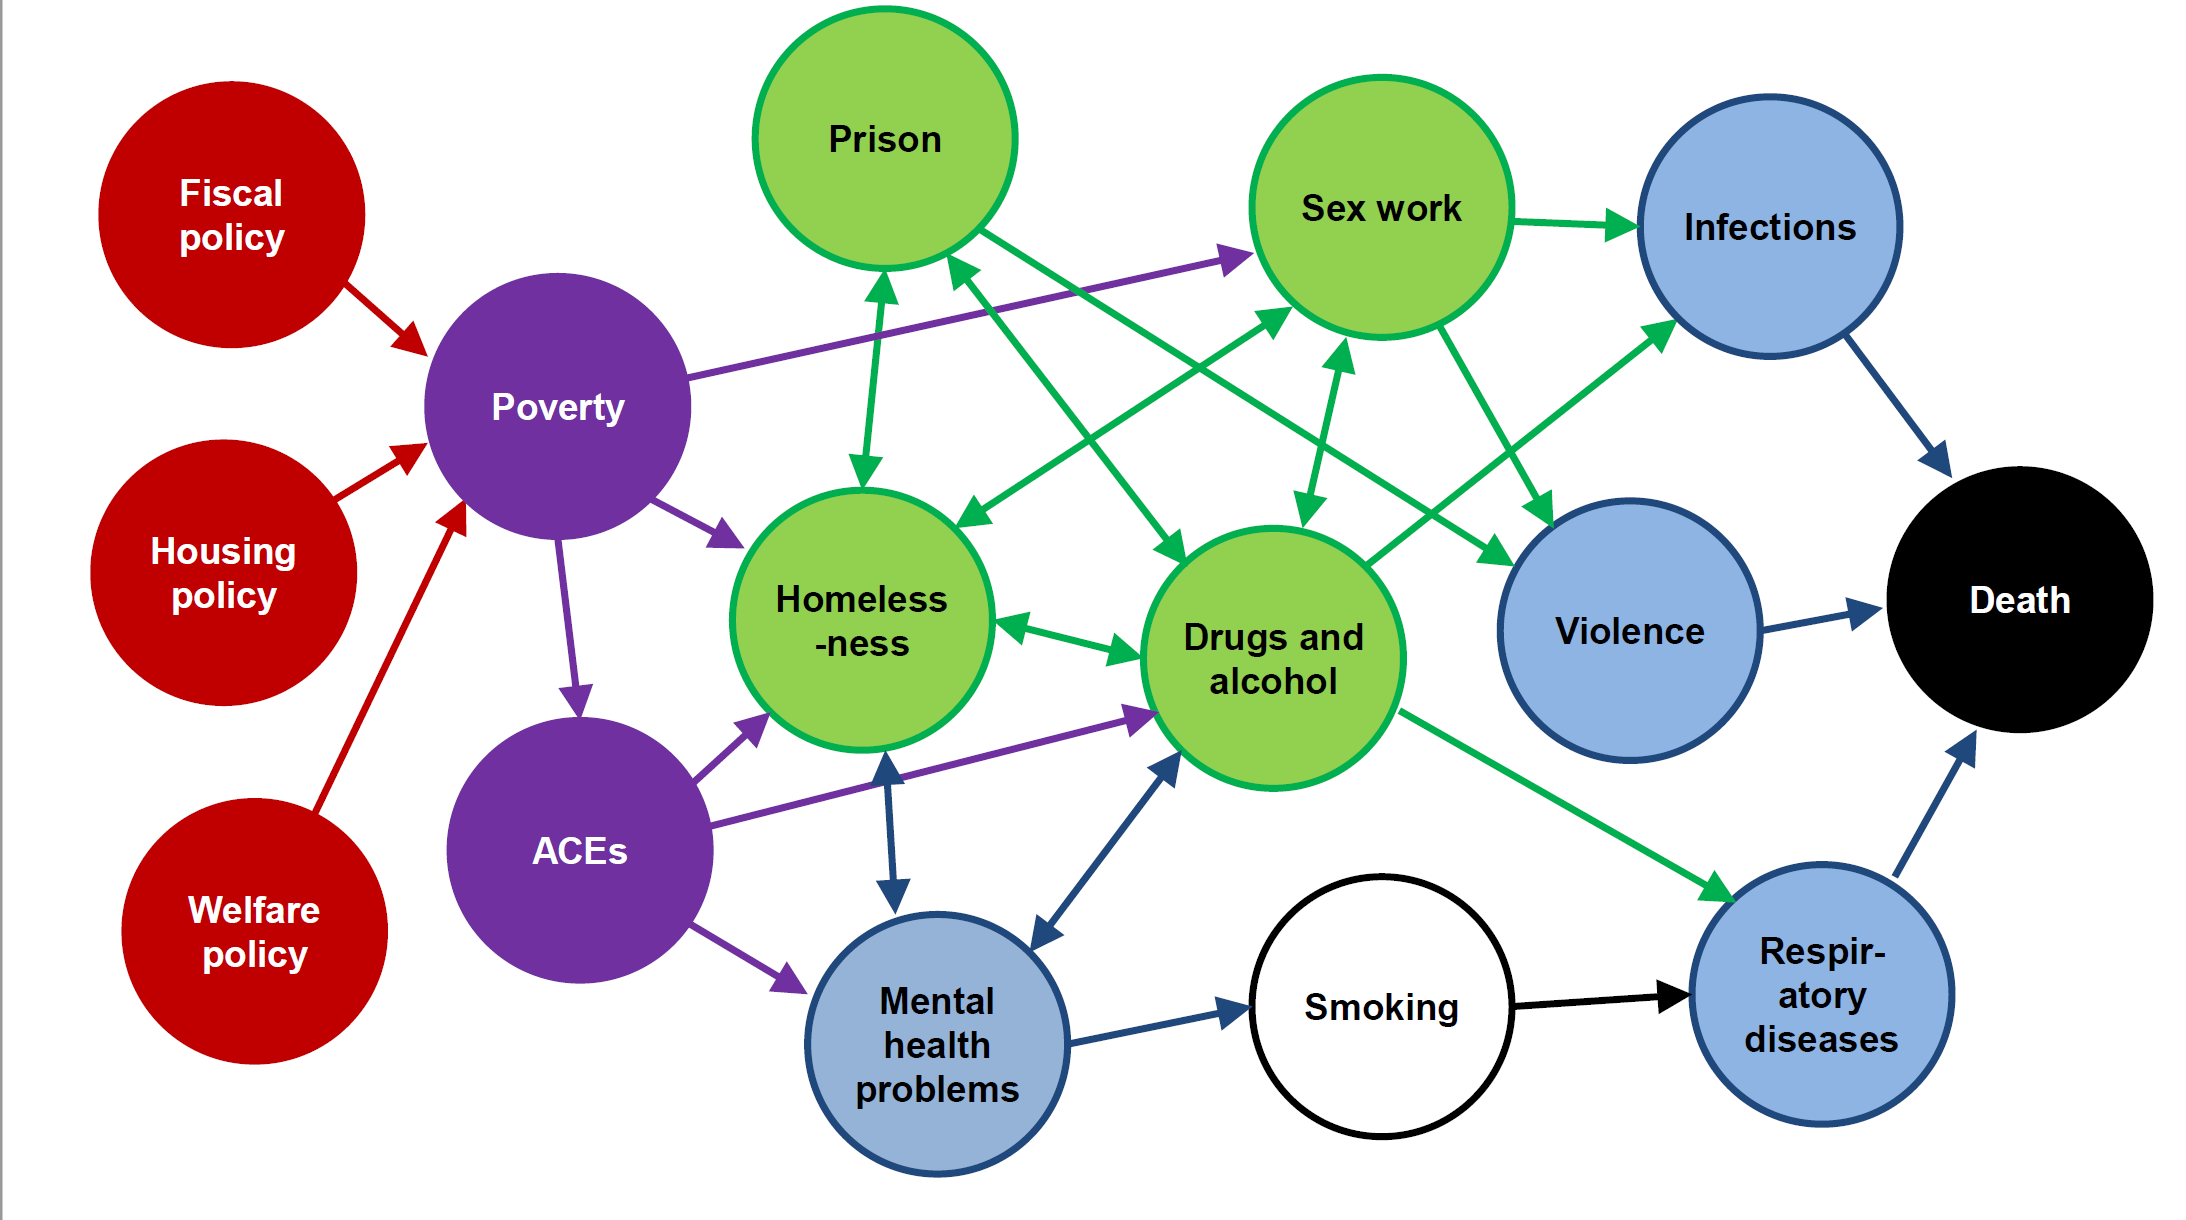 Fiscal
policy
Housing
policy
Welfare
policy
Poverty
ACEs
Prison
Homeless
-ness
Mental
health
problems
Sex work
Drugs and
alcohol
Smoking
Infections
Violence
Respir-
atory
diseases
Death